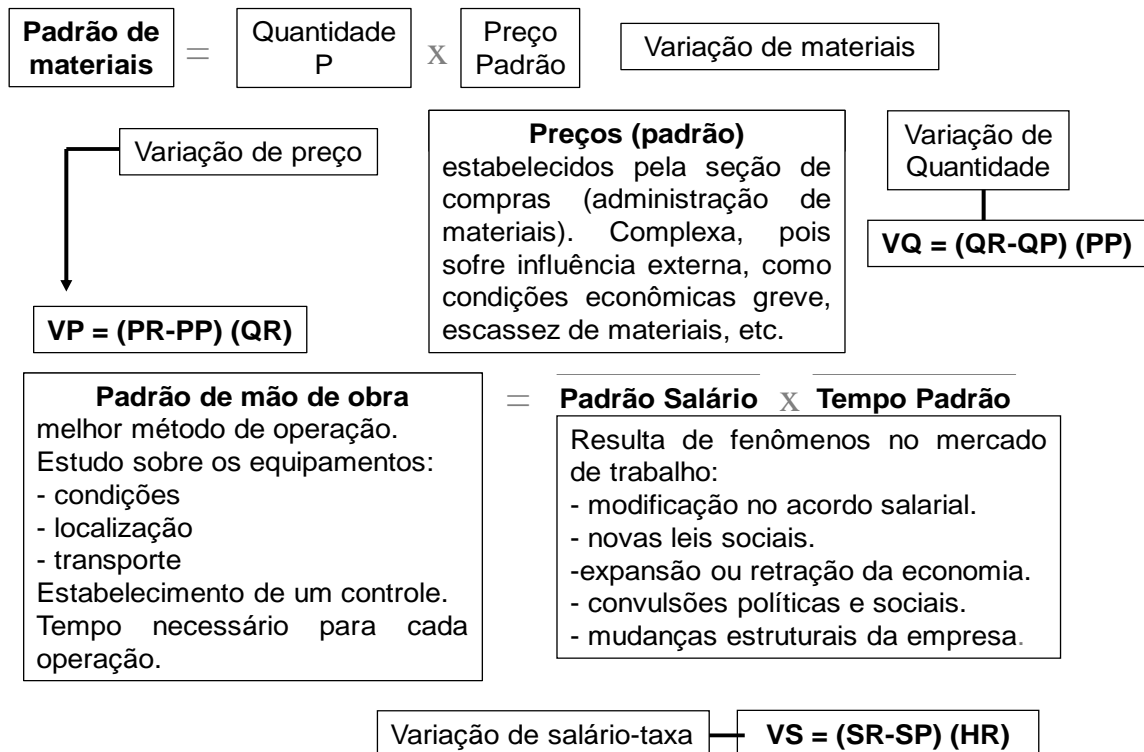 Padrão de
materiais
=
Quantidade
P
x
Preço
Padrão
Variação de materiais
Variação de preço
Preços (padrão)
estabelecidos pela seção de
compras (administração de
materiais). Complexa, pois
sofre influência externa, como
condições econômicas greve,
escassez de materiais, etc.
Variação de
Quantidade
VQ = (QR-QP) (PP)
VP = (PR-PP) (QR)
Padrão de mão de obra
melhor método de operação.
Estudo sobre os equipamentos:
- condições
- localização
- transporte
Estabelecimento de um controle.
Tempo necessário para cada
operação.
=
Padrão Salário x Tempo Padrão
Resulta de fenômenos no mercado
de trabalho:
- modificação no acordo salarial.
- novas leis sociais.
-expansão ou retração da economia.
- convulsões políticas e sociais.
- mudanças estruturais da empresa.
Variação de salário-taxa
VS = (SR-SP) (HR)